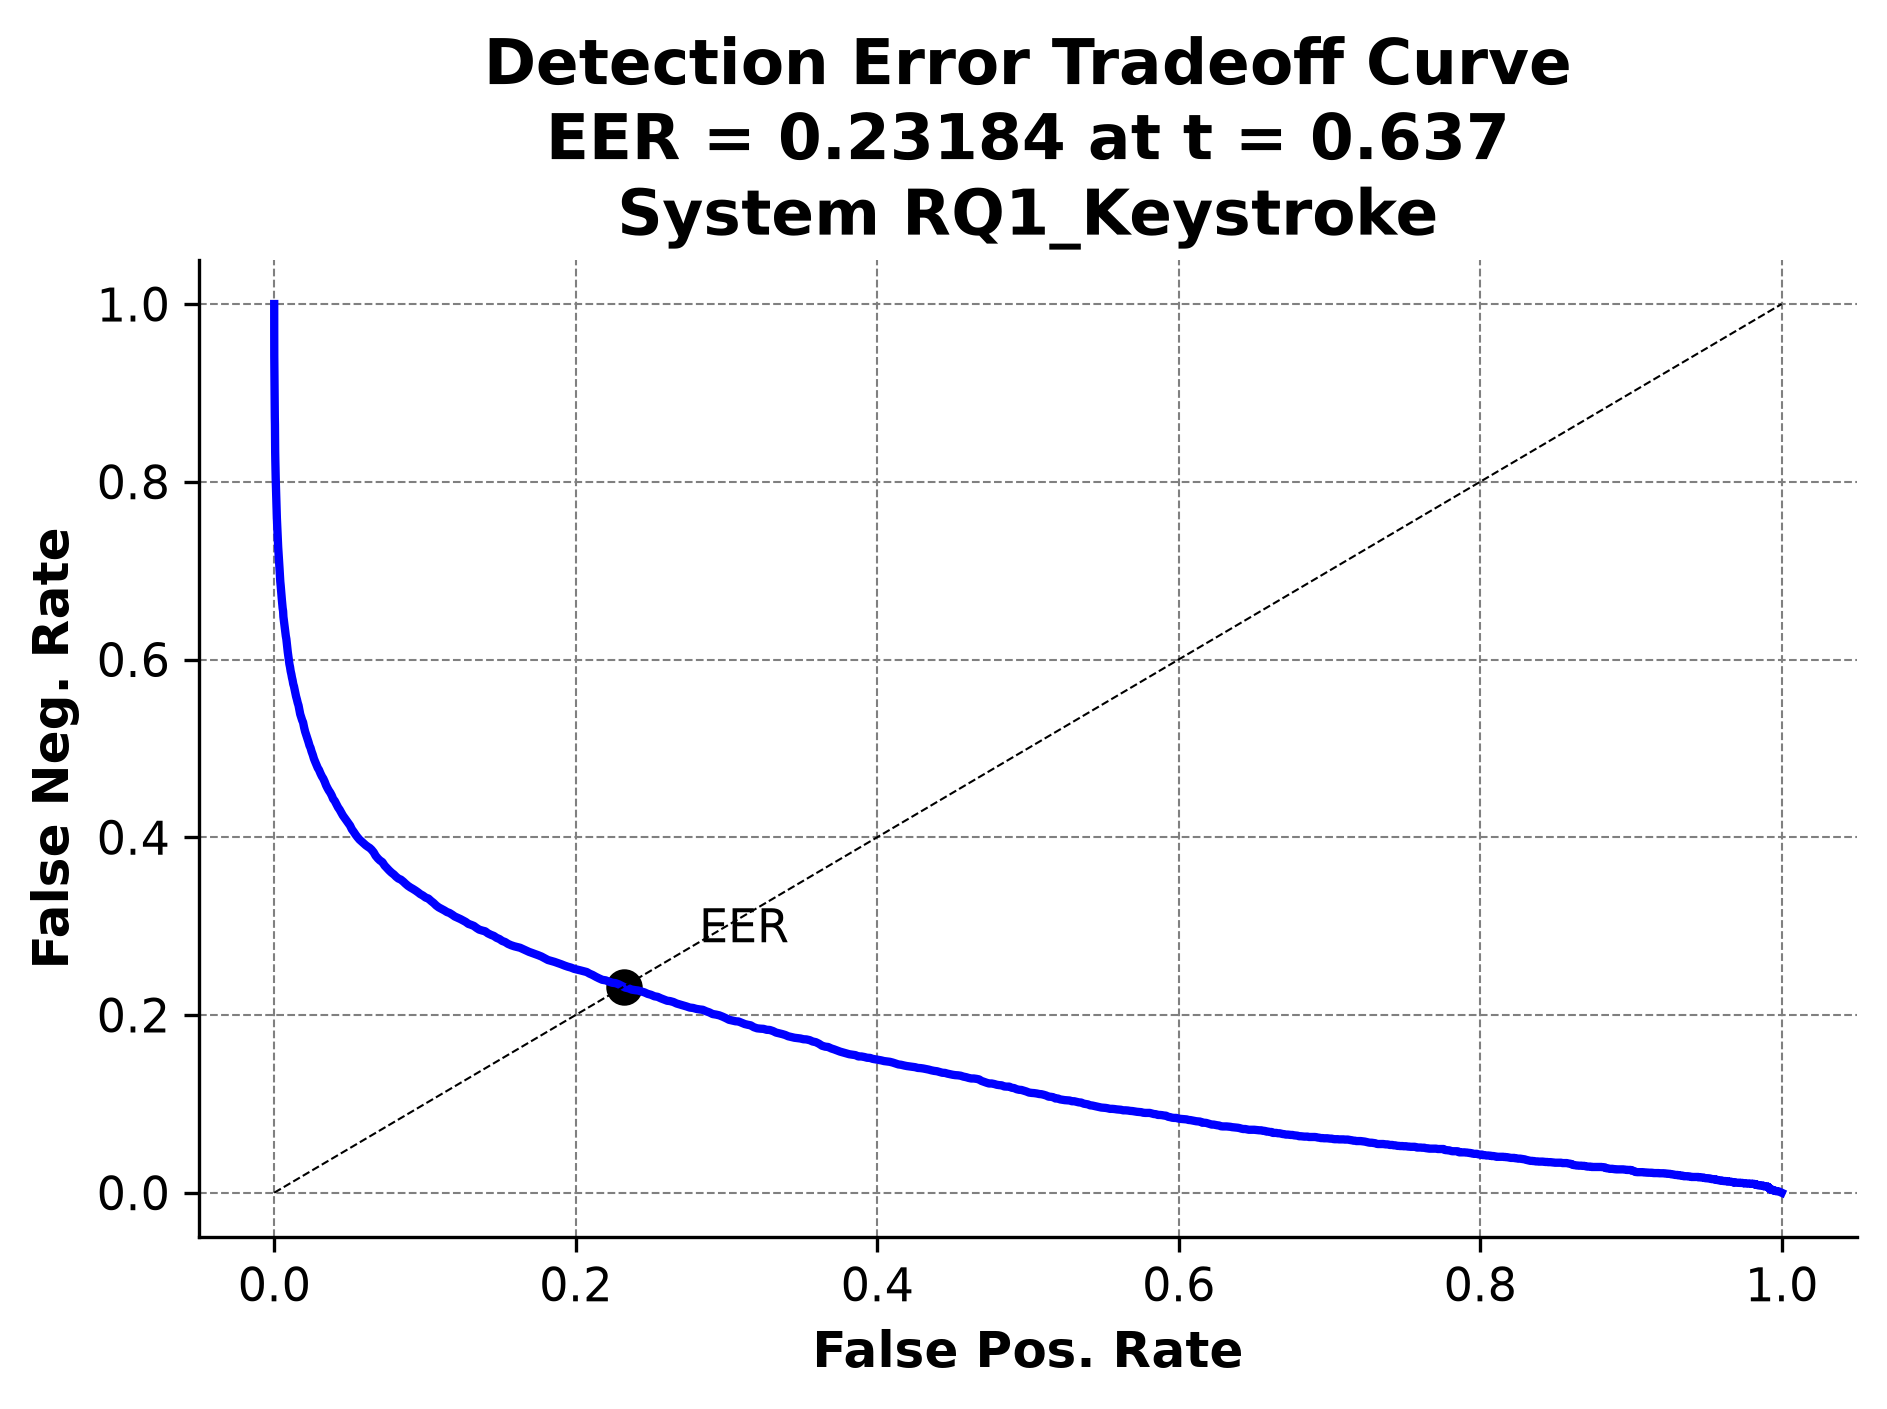 Detection Error Tradeoff Curve
EER = 0.23184 at t = 0.637
System RQ1_Keystroke
1.0
0.8
0.6
0.4
0.2
0.0
False Neg. Rate
EER
0.0 0.2 0.4 0.6 0.8 1.0
False Pos. Rate